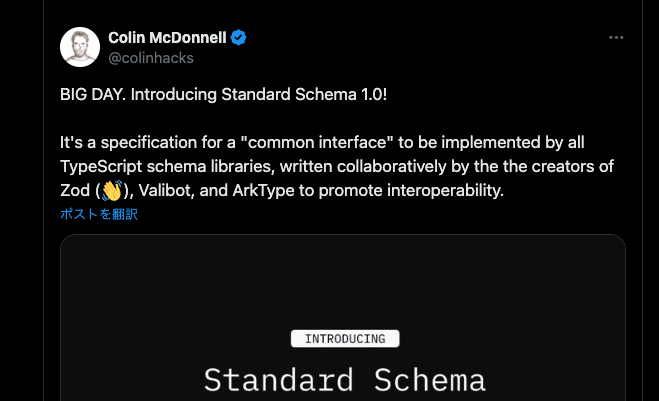 Colin McDonnell
@colinhacks
BIG DAY. Introducing Standard Schema 1.0!
It's a specification for a "common interface" to be implemented by all
TypeScript schema libraries, written collaboratively by the the creators of
Zod (👋), Valibot, and ArkType to promote interoperability.
ポストを翻訳
INTRODUCING
Standard Schema